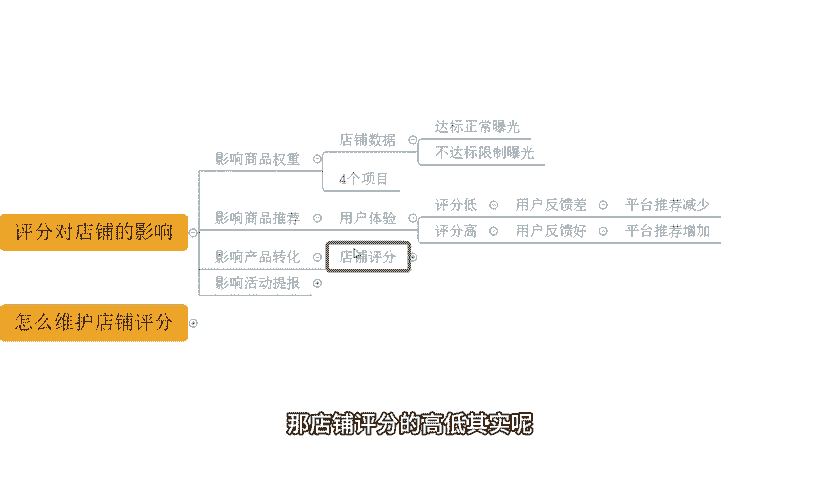 评分对店铺的影响
影响商品权重
店铺数据
达标正常曝光
不达标限制曝光
4个项目
影响商品推荐
用户体验
评分低
用户反馈差
平台推荐减少
评分高
用户反馈好
平台推荐增加
影响产品转化
店铺评分
影响活动提报
怎么维护店铺评分
那店铺评分的高低其实呢